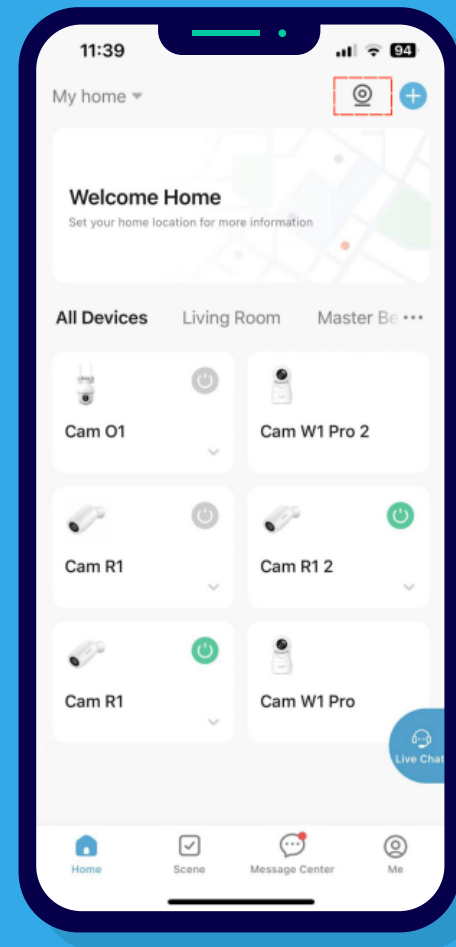 11:39
94
My home
Welcome Home
Set your home location for more information
All Devices Living Room Master Be
Cam O1 Cam W1 Pro 2
Cam R1 Cam R1 2
Cam R1 Cam W1 Pro
Live Chat
Home Scene Message Center Me